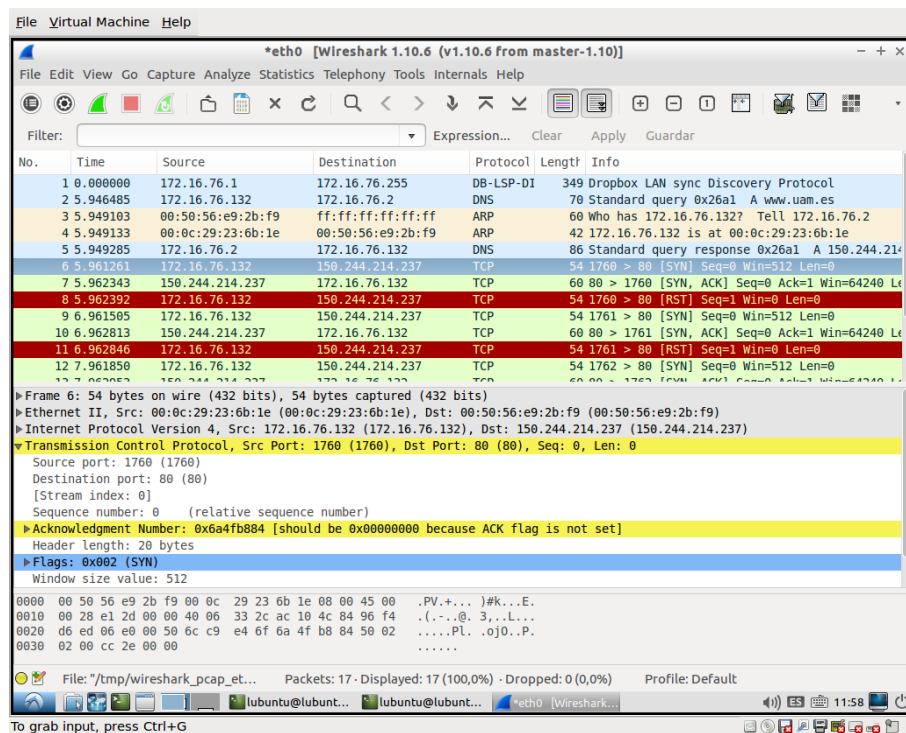 File Virtual Machine Help
*eth0 [Wireshark 1.10.6 (v1.10.6 from master-1.10)]
File Edit View Go Capture Analyze Statistics Telephony Tools Internals Help
Filter: Expression... Clear Apply Guardar
No. Time Source Destination Protocol Length Info
1 0.000000 172.16.76.1 172.16.76.255 DB-LSP-DI 349 Dropbox LAN sync Discovery Protocol
2 5.946485 172.16.76.132 172.16.76.2 DNS 70 Standard query 0x26a1 A www.uam.es
3 5.949103 00:50:56:e9:2b:f9 ff:ff:ff:ff:ff:ff ARP 60 Who has 172.16.76.132? Tell 172.16.76.2
4 5.949133 00:0c:29:23:6b:1e 00:50:56:e9:2b:f9 ARP 42 172.16.76.132 is at 00:0c:29:23:6b:1e
5 5.949285 172.16.76.2 172.16.76.132 DNS 86 Standard query response 0x26a1 A 150.244.214
6 5.961261 172.16.76.132 150.244.214.237 TCP 54 1760 > 80 [SYN] Seq=0 Win=512 Len=0
7 5.962343 150.244.214.237 172.16.76.132 TCP 60 80 > 1760 [SYN, ACK] Seq=0 Ack=1 Win=64240 Le
8 5.962392 172.16.76.132 150.244.214.237 TCP 54 1760 > 80 [RST] Seq=1 Win=0 Len=0
9 6.961505 172.16.76.132 150.244.214.237 TCP 54 1761 > 80 [SYN] Seq=0 Win=512 Len=0
10 6.962813 150.244.214.237 172.16.76.132 TCP 60 80 > 1761 [SYN, ACK] Seq=0 Ack=1 Win=64240 Le
11 6.962846 172.16.76.132 150.244.214.237 TCP 54 1761 > 80 [RST] Seq=1 Win=0 Len=0
12 7.961850 172.16.76.132 150.244.214.237 TCP 54 1762 > 80 [SYN] Seq=0 Win=512 Len=0
Frame 6: 54 bytes on wire (432 bits), 54 bytes captured (432 bits)
Ethernet II, Src: 00:0c:29:23:6b:1e (00:0c:29:23:6b:1e), Dst: 00:50:56:e9:2b:f9 (00:50:56:e9:2b:f9)
Internet Protocol Version 4, Src: 172.16.76.132 (172.16.76.132), Dst: 150.244.214.237 (150.244.214.237)
Transmission Control Protocol, Src Port: 1760 (1760), Dst Port: 80 (80), Seq: 0, Len: 0
Source port: 1760 (1760)
Destination port: 80 (80)
[Stream index: 0]
Sequence number: 0 (relative sequence number)
Acknowledgment Number: 0x6a4fb884 [should be 0x00000000 because ACK flag is not set]
Header length: 20 bytes
Flags: 0x002 (SYN)
Window size value: 512
0000 00 50 56 e9 2b f9 00 0c 29 23 6b 1e 08 00 45 00 .PV.+... )#k...E.
0010 00 28 e1 2d 00 00 40 06 33 2c ac 10 4c 84 96 f4 .(.-..@. 3,..L...
0020 d6 ed 06 e0 00 50 6c c9 e4 6f 6a 4f b8 84 50 02 .....Pl. .ojO..P.
0030 02 00 cc 2e 00 00 ......
File: "/tmp/wireshark_pcap_et... Packets: 17 · Displayed: 17 (100,0%) · Dropped: 0 (0,0%) Profile: Default
lubuntu@lubunt... lubuntu@lubunt... *eth0 [Wireshark... ES 11:58
To grab input, press Ctrl+G